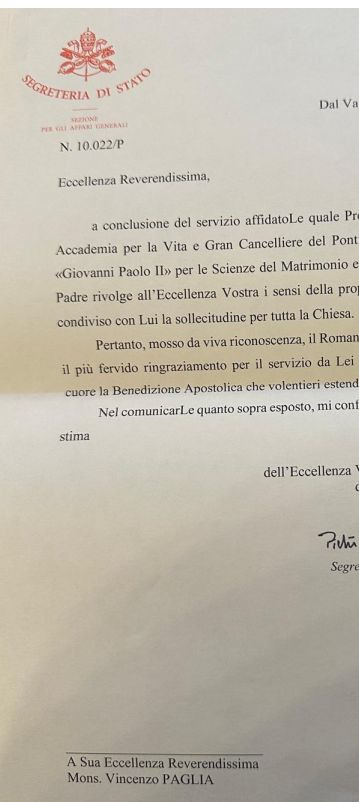 SEGRETERIA DI STATO
SEZIONE
PER GLI AFFARI GENERALI
Dal Va
N. 10.022/P
Eccellenza Reverendissima,
a conclusione del servizio affidatoLe quale Pre
Accademia per la Vita e Gran Cancelliere del Pont
«Giovanni Paolo II» per le Scienze del Matrimonio e
Padre rivolge all'Eccellenza Vostra i sensi della prop
condiviso con Lui la sollecitudine per tutta la Chiesa.
Pertanto, mosso da viva riconoscenza, il Roman
il più fervido ringraziamento per il servizio da Lei
cuore la Benedizione Apostolica che volentieri estend
Nel comunicarLe quanto sopra esposto, mi conf
stima
dell'Eccellenza V
Segre
A Sua Eccellenza Reverendissima
Mons. Vincenzo PAGLIA